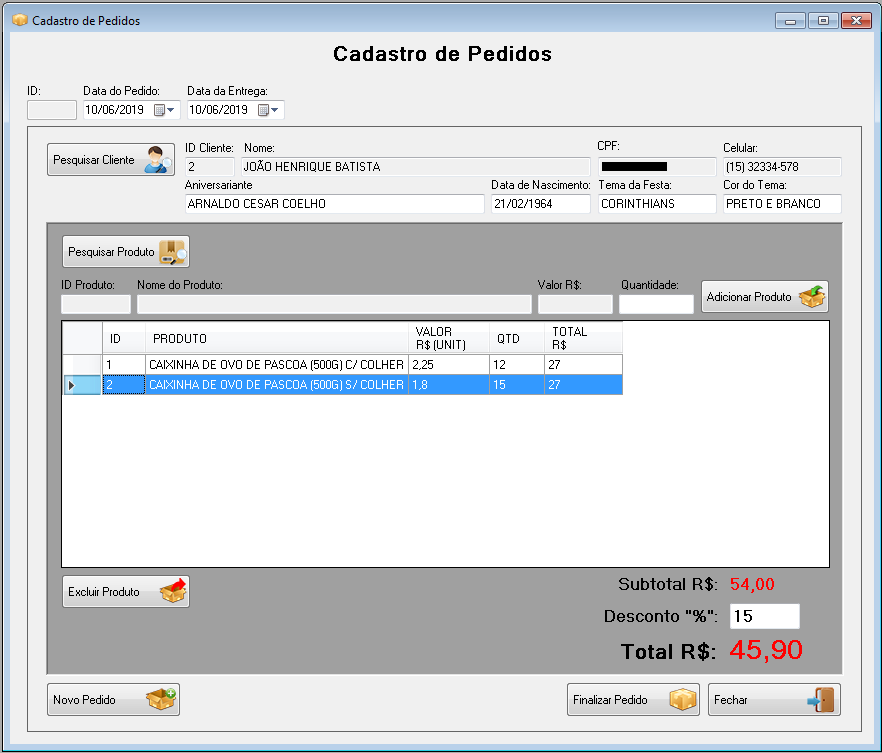 Cadastro de Pedidos
Cadastro de Pedidos
ID: Data do Pedido: Data da Entrega:
10/06/2019 10/06/2019
Pesquisar Cliente
ID Cliente: Nome: CPF: Celular:
2 JOÃO HENRIQUE BATISTA (15) 32334-578
Aniversariante Data de Nascimento: Tema da Festa: Cor do Tema:
ARNALDO CESAR COELHO 21/02/1964 CORINTHIANS PRETO E BRANCO
Pesquisar Produto
ID Produto: Nome do Produto: Valor R$: Quantidade:
Adicionar Produto
ID PRODUTO VALOR R$ (UNIT) QTD TOTAL R$
1 CAIXINHA DE OVO DE PASCOA (500G) C/ COLHER 2,25 12 27
2 CAIXINHA DE OVO DE PASCOA (500G) S/ COLHER 1,8 15 27
Excluir Produto
Subtotal R$: 54,00
Desconto "%": 15
Total R$: 45,90
Novo Pedido Finalizar Pedido Fechar